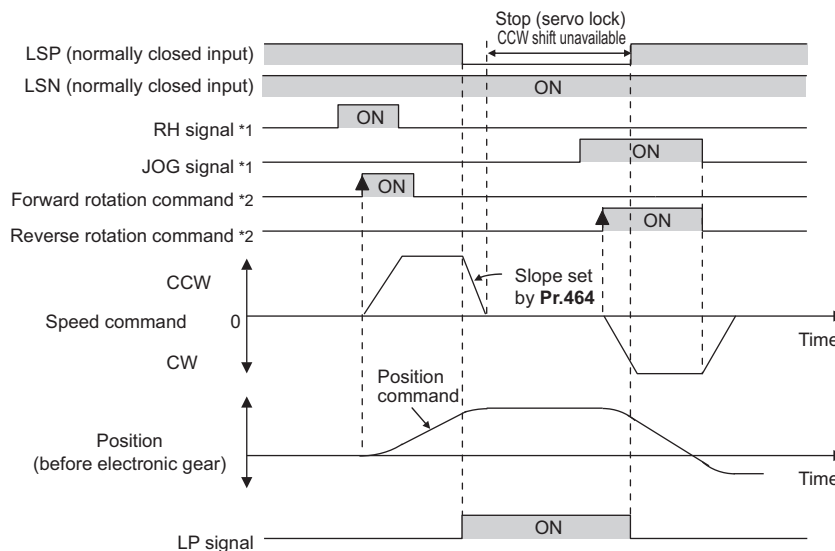 Stop (servo lock)
CCW shift unavailable
LSP (normally closed input)
LSN (normally closed input)
ON
RH signal *1
ON
JOG signal *1
ON
Forward rotation command *2
ON
Reverse rotation command *2
ON
CCW
Slope set
by Pr.464
Speed command
0
Time
CW
Position
command
Position
(before electronic gear)
Time
LP signal
ON